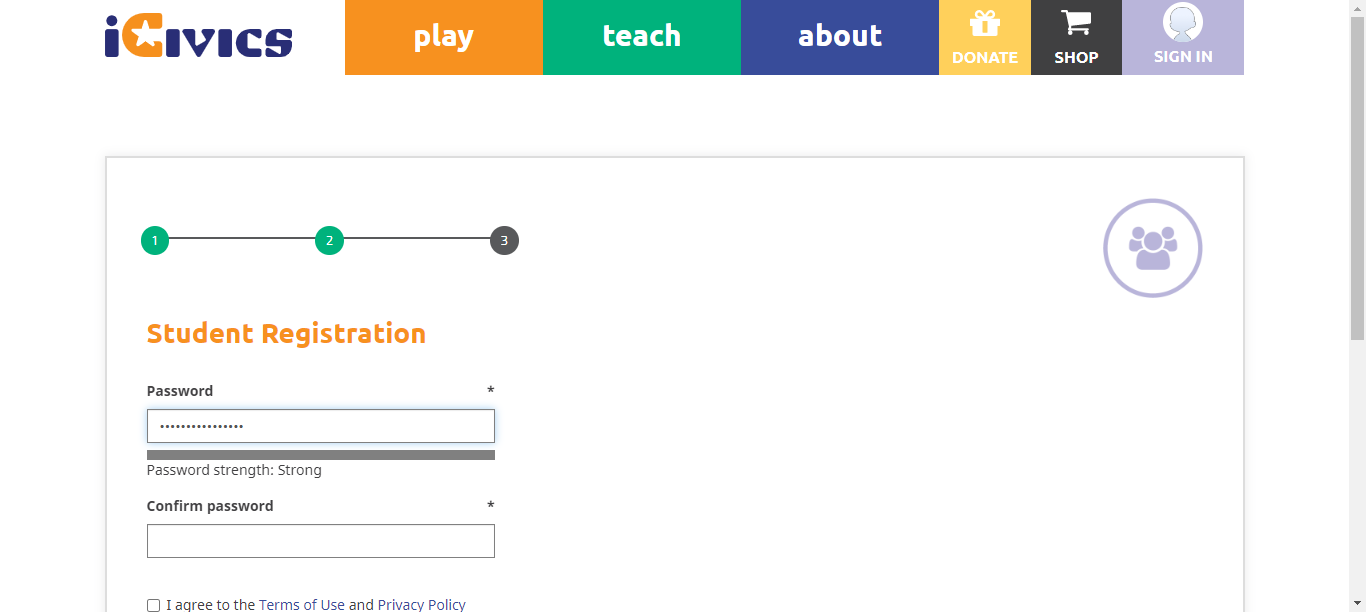 iCivics
play
teach
about
DONATE
SHOP
SIGN IN
1
2
3
Student Registration
Password *
••••••••••••••••
Password strength: Strong
Confirm password *
I agree to the Terms of Use and Privacy Policy